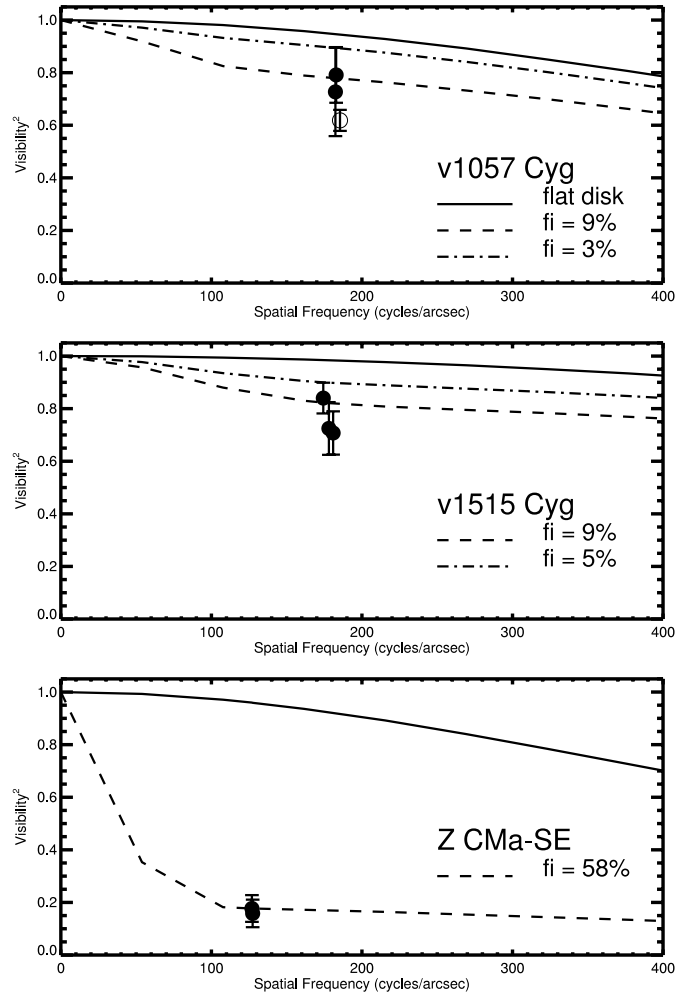 1.0
0.8
0.6
0.4
0.2
0.0
Visibility²
v1057 Cyg
flat disk
fi = 9%
fi = 3%
0 100 200 300 400
Spatial Frequency (cycles/arcsec)
1.0
0.8
0.6
0.4
0.2
0.0
Visibility²
v1515 Cyg
fi = 9%
fi = 5%
0 100 200 300 400
Spatial Frequency (cycles/arcsec)
1.0
0.8
0.6
0.4
0.2
0.0
Visibility²
Z CMa-SE
fi = 58%
0 100 200 300 400
Spatial Frequency (cycles/arcsec)